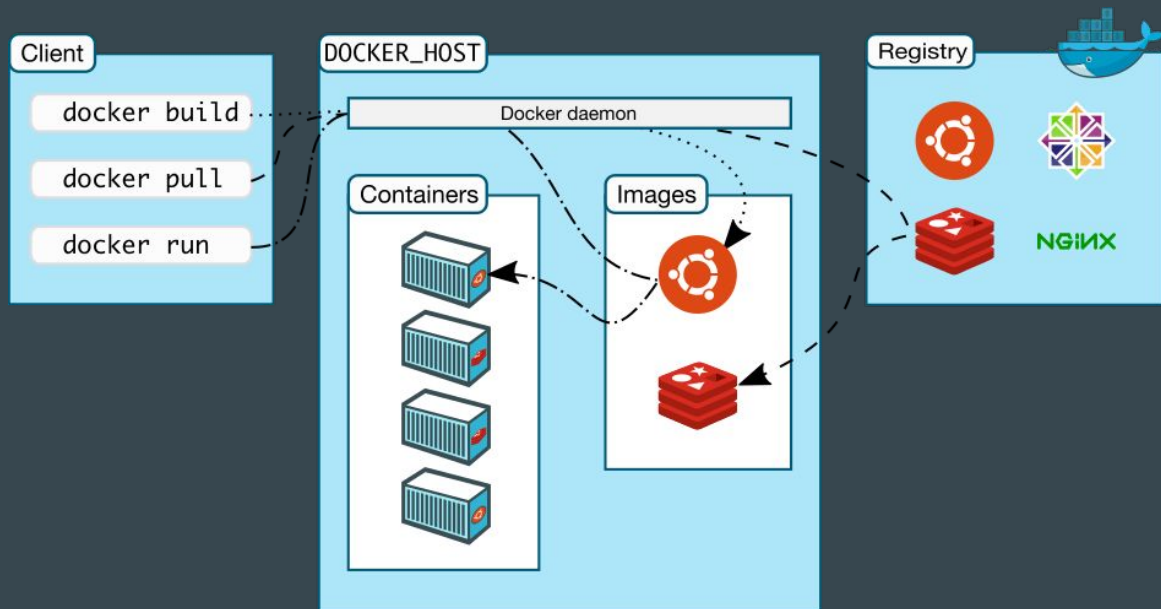 Client
docker build
docker pull
docker run
DOCKER_HOST
Docker daemon
Containers
Images
Registry
NGiNX